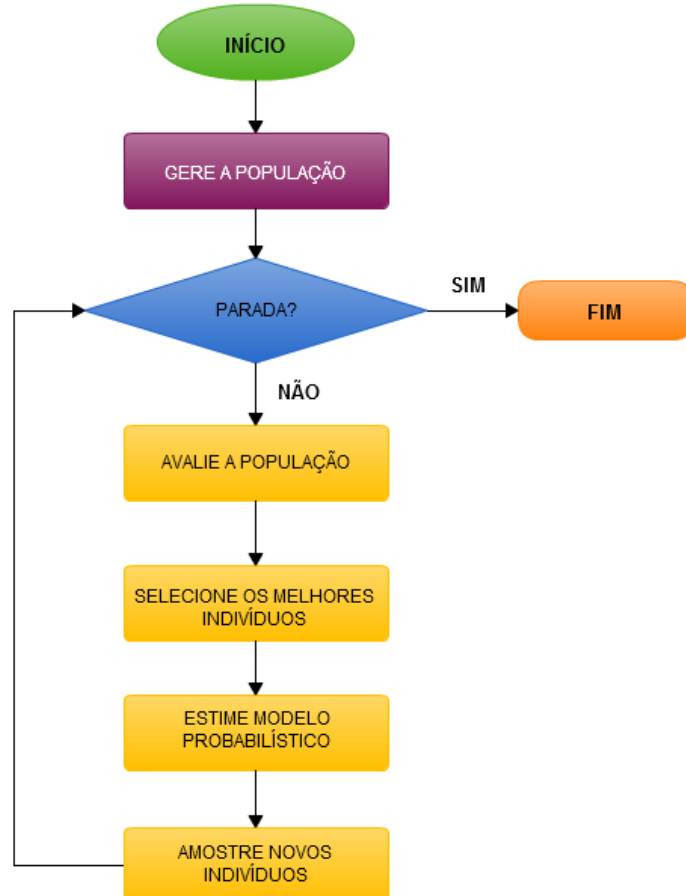 INÍCIO
GERE A POPULAÇÃO
PARADA?
SIM
FIM
NÃO
AVALIE A POPULAÇÃO
SELECIONE OS MELHORES
INDIVÍDUOS
ESTIME MODELO
PROBABILÍSTICO
AMOSTRE NOVOS
INDIVÍDUOS